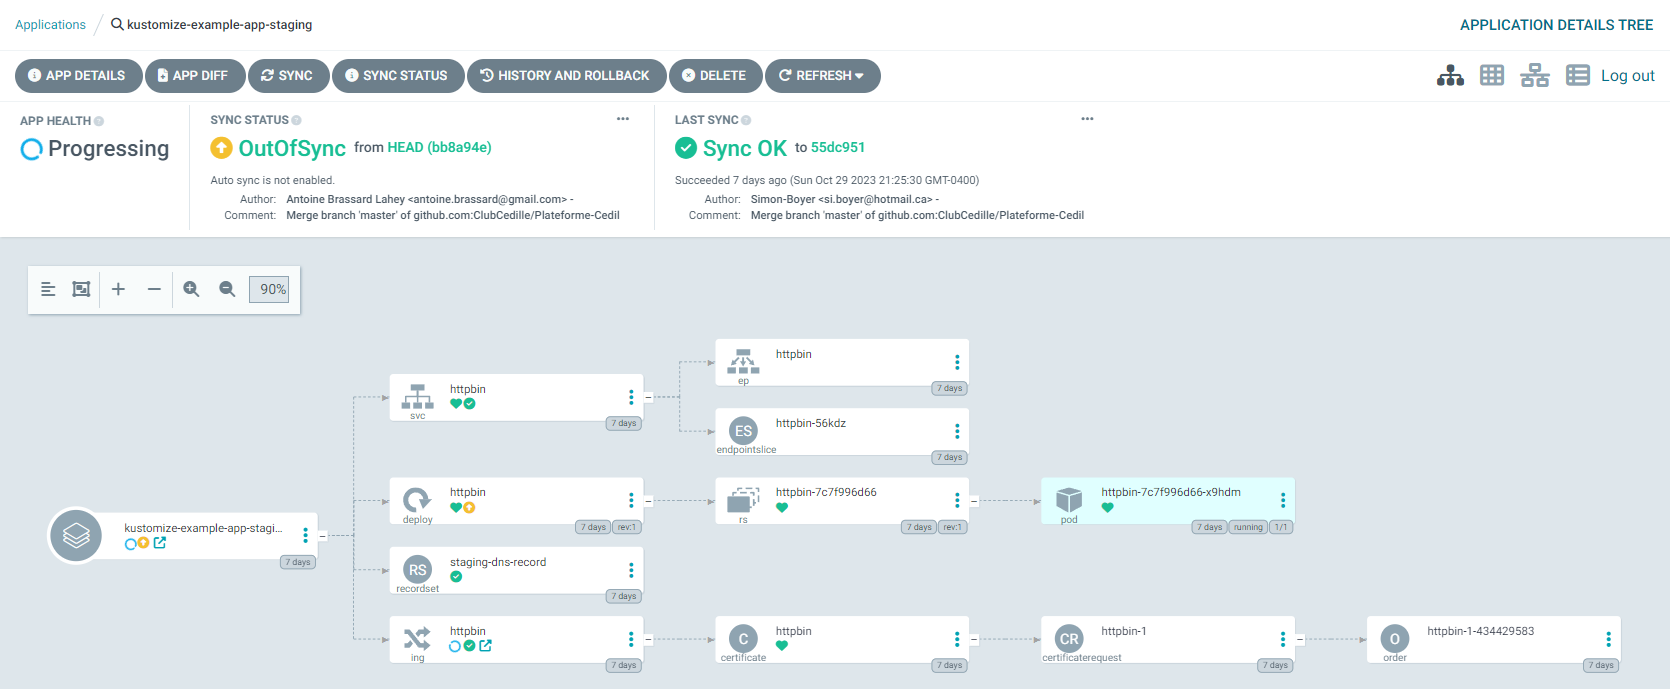 Applications / kustomize-example-app-staging
APPLICATION DETAILS TREE
APP DETAILS
APP DIFF
SYNC
SYNC STATUS
HISTORY AND ROLLBACK
DELETE
REFRESH
Log out
APP HEALTH
Progressing
SYNC STATUS
OutOfSync from HEAD (bb8a94e)
Auto sync is not enabled.
Author: Antoine Brassard Lahey <antoine.brassard@gmail.com> -
Comment: Merge branch 'master' of github.com:ClubCedille/Plateforme-Cedil
LAST SYNC
Sync OK to 55dc951
Succeeded 7 days ago (Sun Oct 29 2023 21:25:30 GMT-0400)
Author: Simon-Boyer <si.boyer@hotmail.ca> -
Comment: Merge branch 'master' of github.com:ClubCedille/Plateforme-Cedil
90%
kustomize-example-app-stagi...
7 days
svc
httpbin
7 days
ep
httpbin
7 days
ES
endpointslice
httpbin-56kdz
7 days
deploy
httpbin
7 days
rev:1
rs
httpbin-7c7f996d66
7 days
rev:1
pod
httpbin-7c7f996d66-x9hdm
7 days
running
1/1
RS
recordset
staging-dns-record
7 days
ing
httpbin
7 days
C
certificate
httpbin
7 days
CR
certificaterequest
httpbin-1
7 days
O
order
httpbin-1-434429583
7 days